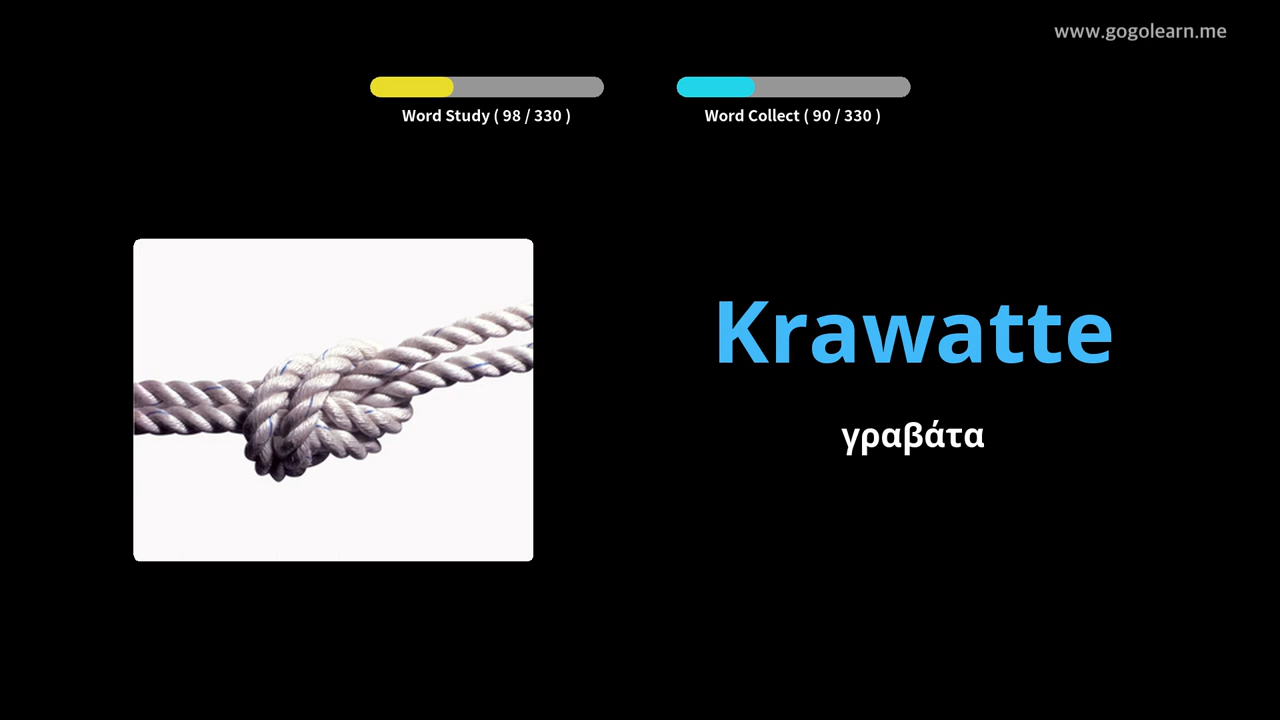 www.gogolearn.me
Word Study ( 98 / 330 )
Word Collect ( 90 / 330 )
Krawatte
γραβάτα